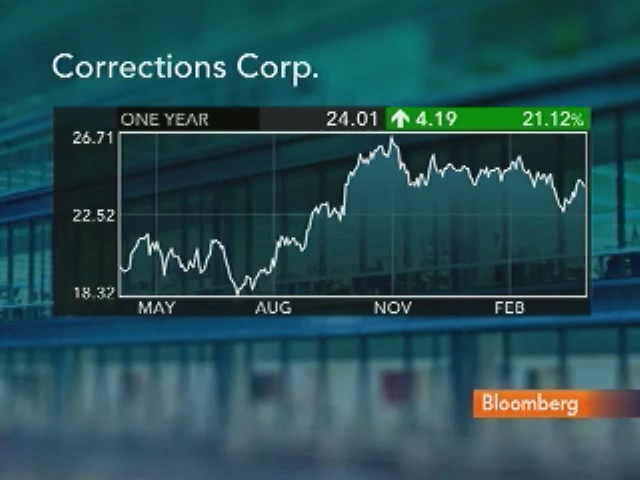 Corrections Corp.
ONE YEAR 24.01 4.19 21.12%
26.71
22.52
18.32
MAY AUG NOV FEB
Bloomberg